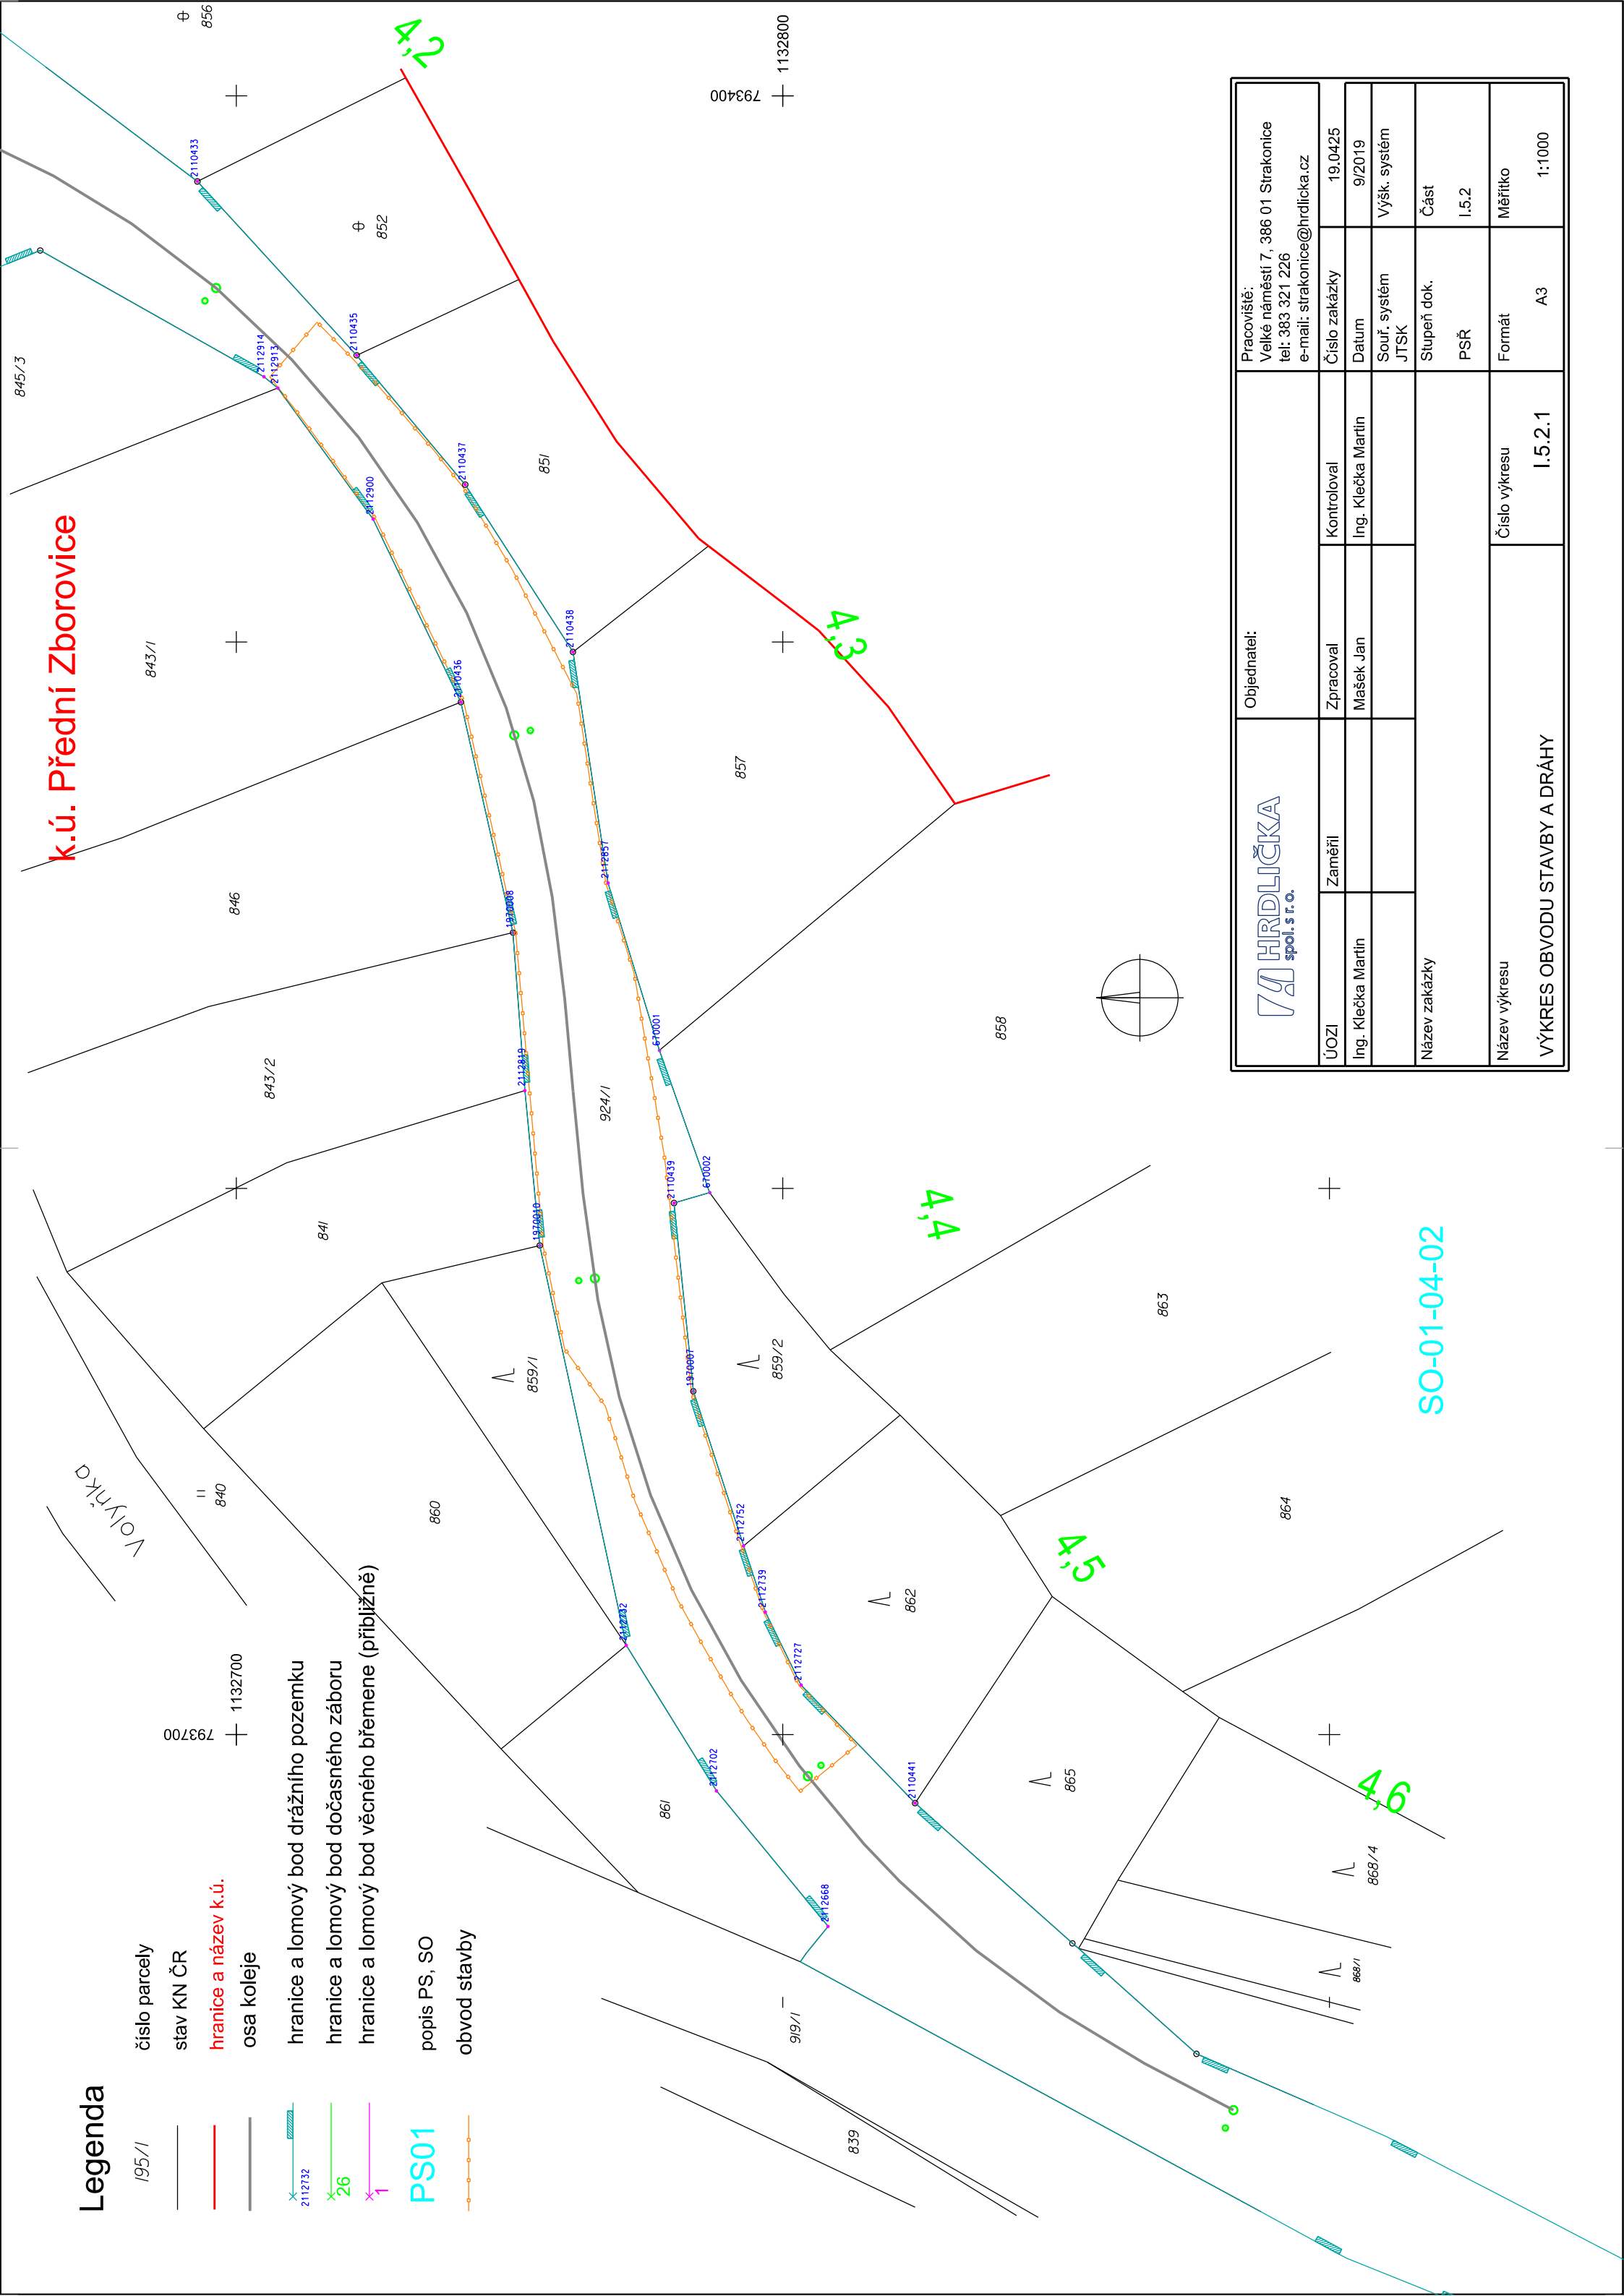 k.ú. Přední Zborovice
Legenda
195/1 číslo parcely
stav KN ČR
hranice a název k.ú.
osa koleje
2112732 hranice a lomový bod drážního pozemku
26 hranice a lomový bod dočasného záboru
1 hranice a lomový bod věcného břemene (přibližně)
PS01 popis PS, SO
obvod stavby
Volyňka
793700
1132700
793400
1132800
4,2
4,3
4,4
4,5
4,6
SO-01-04-02
856
852
851
857
858
845/3
843/1
846
843/2
841
840
859/1
860
861
924/1
859/2
862
863
864
865
868/4
868/1
919/1
839
2110433
2112914
2112913
2110435
2112900
2110437
2110436
2110438
1970008
2112857
2112819
670001
1970010
2110439
670002
1970007
2112752
2112739
2112732
2112727
2112702
2110441
2112668
HRDLIČKA
spol. s r. o.
Objednatel:
Pracoviště:
Velké náměstí 7, 386 01 Strakonice
tel: 383 321 226
e-mail: strakonice@hrdlicka.cz
ÚOZI Zaměřil Zpracoval Kontroloval Číslo zakázky 19.0425
Ing. Klečka Martin Mašek Jan Ing. Klečka Martin Datum 9/2019
Souř. systém Výšk. systém
JTSK
Název zakázky Stupeň dok. Část
PSŘ I.5.2
Název výkresu Číslo výkresu Formát Měřítko
VÝKRES OBVODU STAVBY A DRÁHY I.5.2.1 A3 1:1000